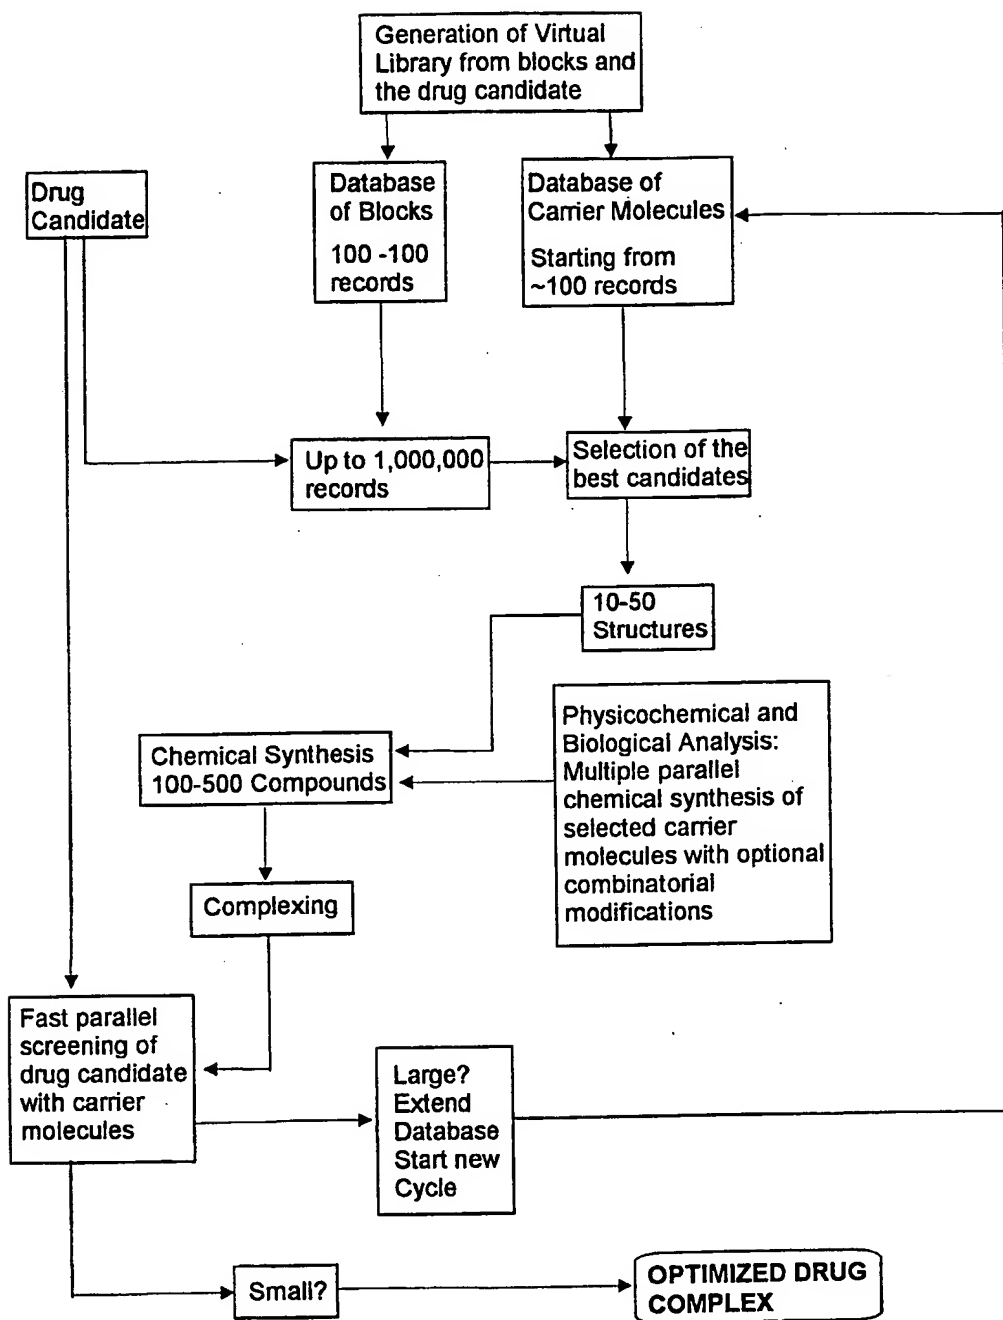 Generation of Virtual
Library from blocks and
the drug candidate
Drug
Candidate
Database
of Blocks
100 -100
records
Database of
Carrier Molecules
Starting from
~100 records
Up to 1,000,000
records
Selection of the
best candidates
10-50
Structures
Chemical Synthesis
100-500 Compounds
Physicochemical and
Biological Analysis:
Multiple parallel
chemical synthesis of
selected carrier
molecules with optional
combinatorial
modifications
Complexing
Fast parallel
screening of
drug candidate
with carrier
molecules
Large?
Extend
Database
Start new
Cycle
Small?
OPTIMIZED DRUG
COMPLEX